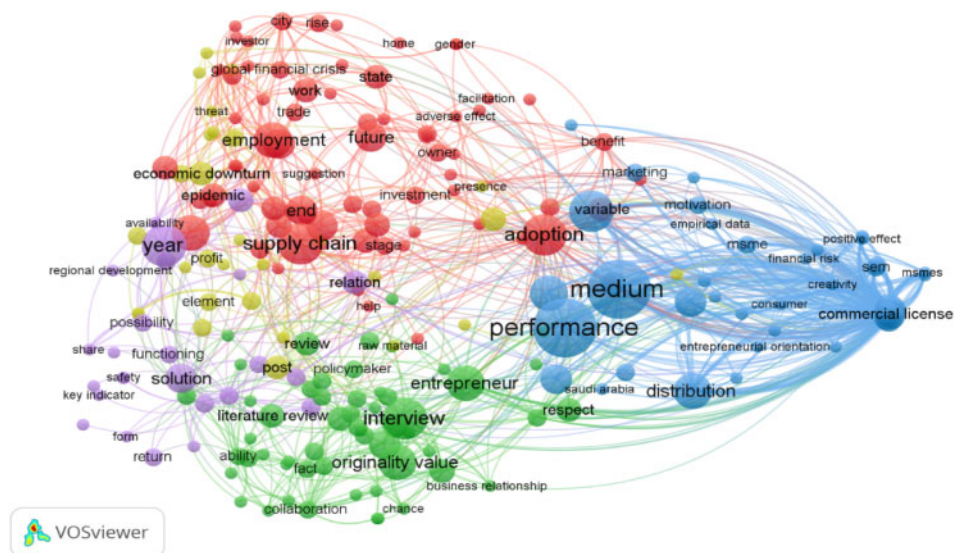 city
rise
investor
home
gender
global financial crisis
state
work
facilitation
threat
trade
adverse effect
employment
future
benefit
owner
economic downturn
suggestion
presence
marketing
epidemic
investment
motivation
end
variable
availability
empirical data
year
supply chain
stage
adoption
msme
positive effect
profit
financial risk
regional development
relation
sem
msmes
medium
creativity
element
help
consumer
commercial license
possibility
performance
share
review
raw material
entrepreneurial orientation
functioning
policymaker
safety
solution
post
entrepreneur
saudi arabia
distribution
key indicator
literature review
interview
respect
form
return
ability
fact
originality value
business relationship
collaboration
chance
VOSviewer